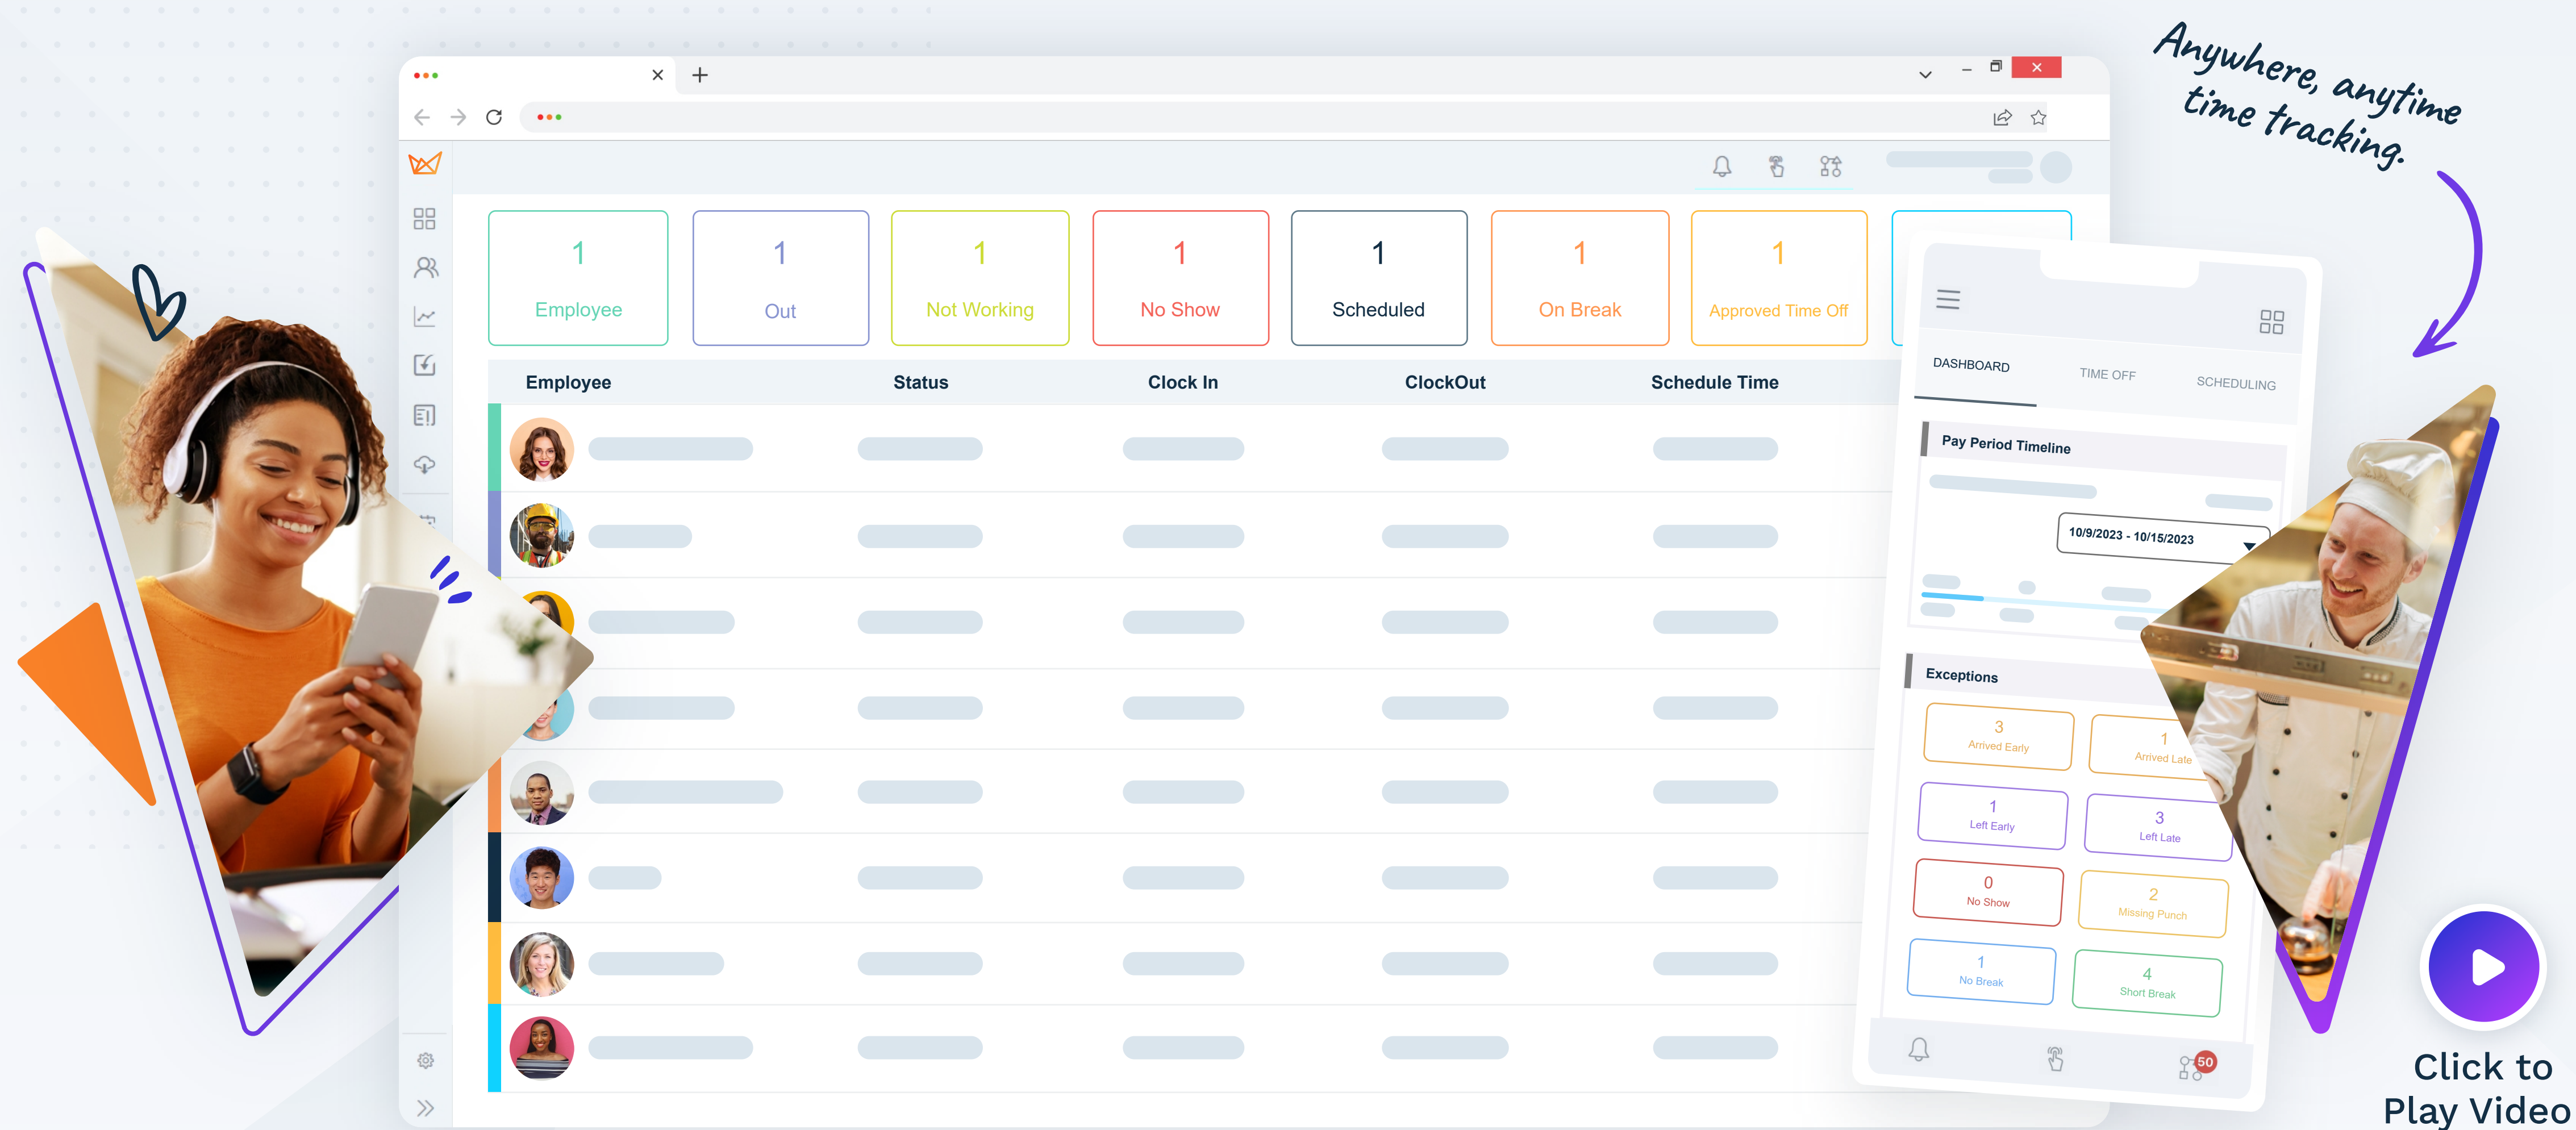 Anywhere, anytime
time tracking.
1
Employee
1
Out
1
Not Working
1
No Show
1
Scheduled
1
On Break
1
Approved Time Off
Employee
Status
Clock In
ClockOut
Schedule Time
DASHBOARD
TIME OFF
SCHEDULING
Pay Period Timeline
10/9/2023 - 10/15/2023
Exceptions
3
Arrived Early
1
Arrived Late
1
Left Early
3
Left Late
0
No Show
2
Missing Punch
1
No Break
4
Short Break
50
Click to
Play Video